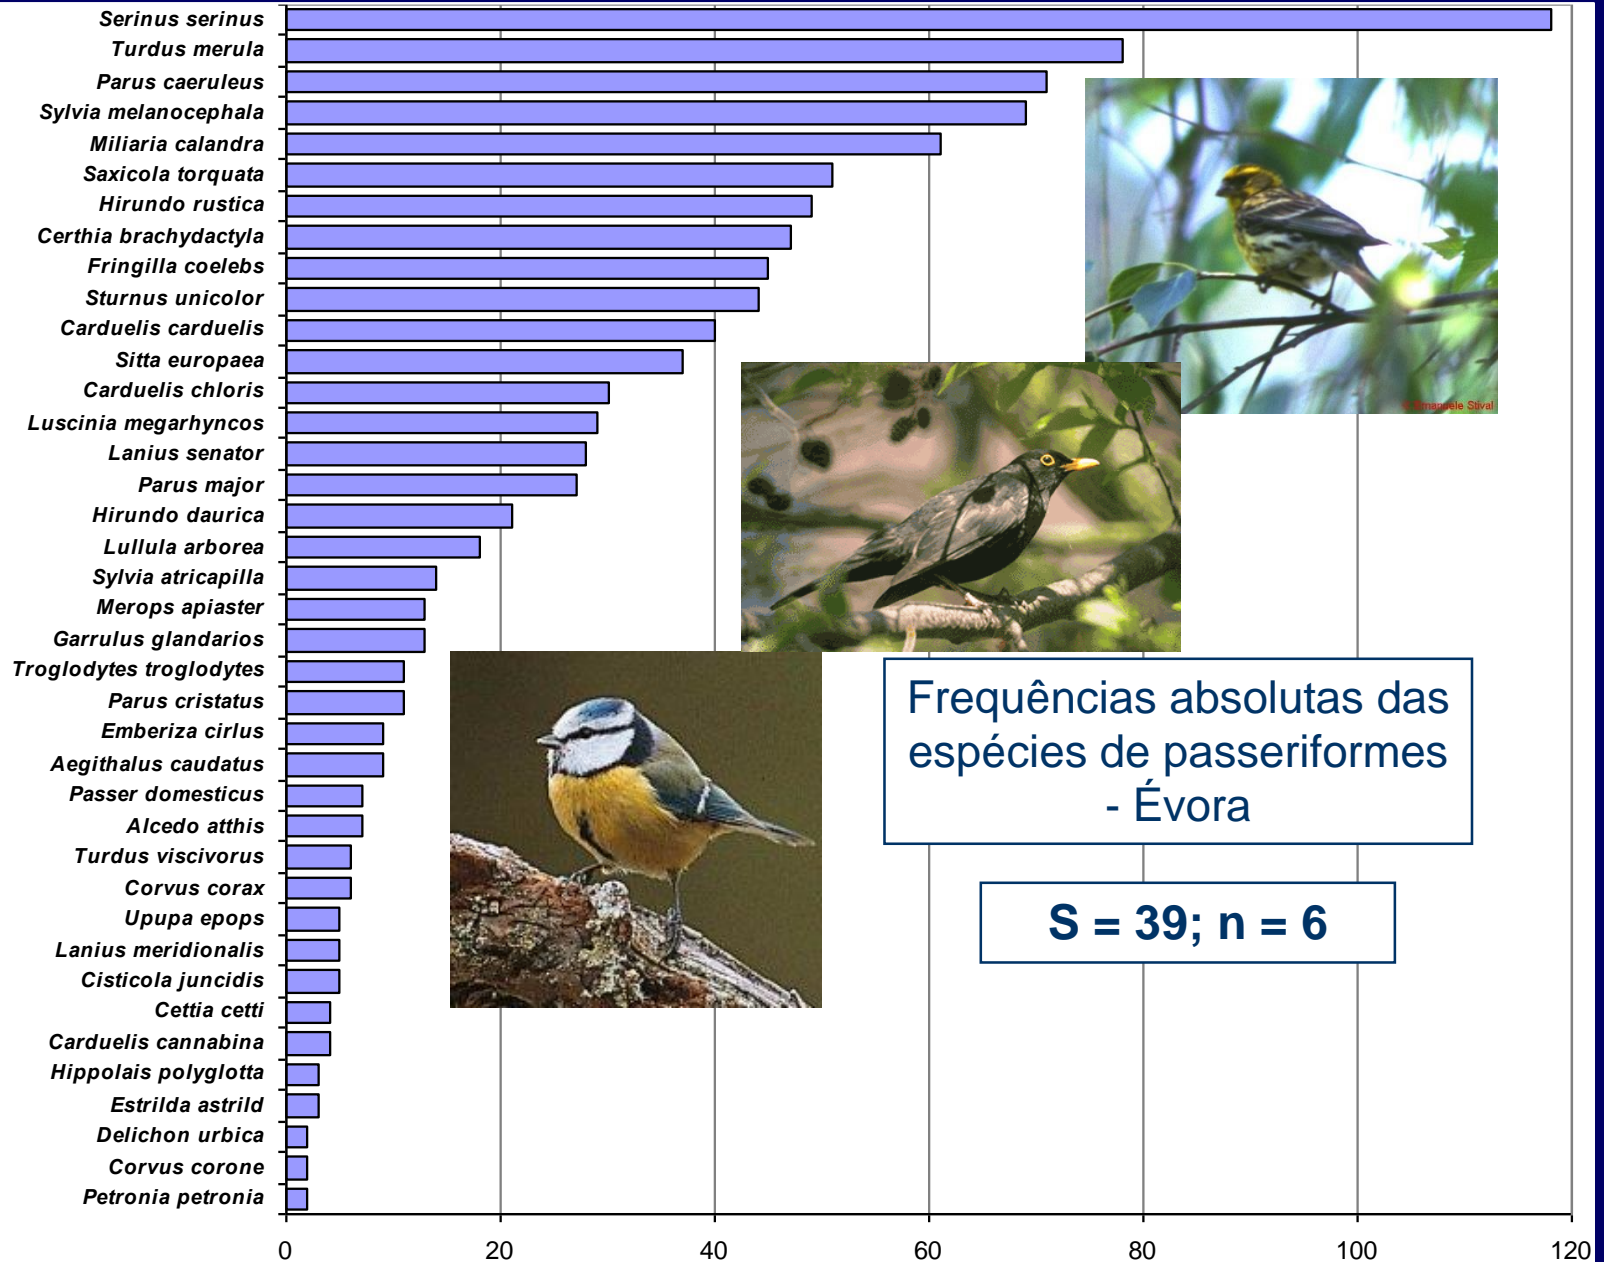 Serinus serinus
Turdus merula
Parus caeruleus
Sylvia melanocephala
Miliaria calandra
Saxicola torquata
Hirundo rustica
Certhia brachydactyla
Fringilla coelebs
Sturnus unicolor
Carduelis carduelis
Sitta europaea
Carduelis chloris
Luscinia megarhyncos
Lanius senator
Parus major
Hirundo daurica
Lullula arborea
Sylvia atricapilla
Merops apiaster
Garrulus glandarios
Troglodytes troglodytes
Parus cristatus
Emberiza cirlus
Aegithalus caudatus
Passer domesticus
Alcedo atthis
Turdus viscivorus
Corvus corax
Upupa epops
Lanius meridionalis
Cisticola juncidis
Cettia cetti
Carduelis cannabina
Hippolais polyglotta
Estrilda astrild
Delichon urbica
Corvus corone
Petronia petronia
0 20 40 60 80 100 120
© Emanuele Stival
Frequências absolutas das
espécies de passeriformes
- Évora
S = 39; n = 6